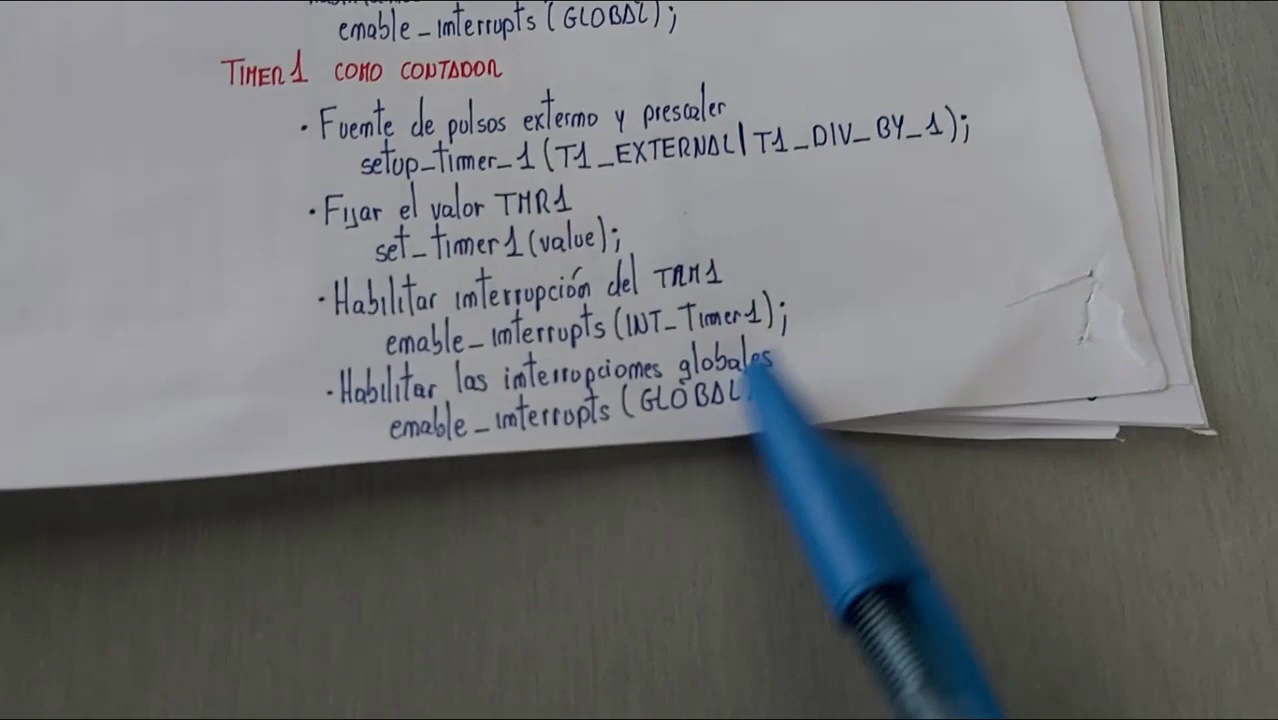 enable_interrupts (GLOBAL);
TIMER1 COMO CONTADOR
· Fuente de pulsos externo y prescaler
setup_timer_1 (T1_EXTERNAL | T1_DIV_BY_1);
· Fijar el valor TMR1
set_timer1(value);
· Habilitar interrupción del TRM1
enable_interrupts (INT_Timer1);
· Habilitar las interrupciones globales
enable_interrupts (GLOBAL)